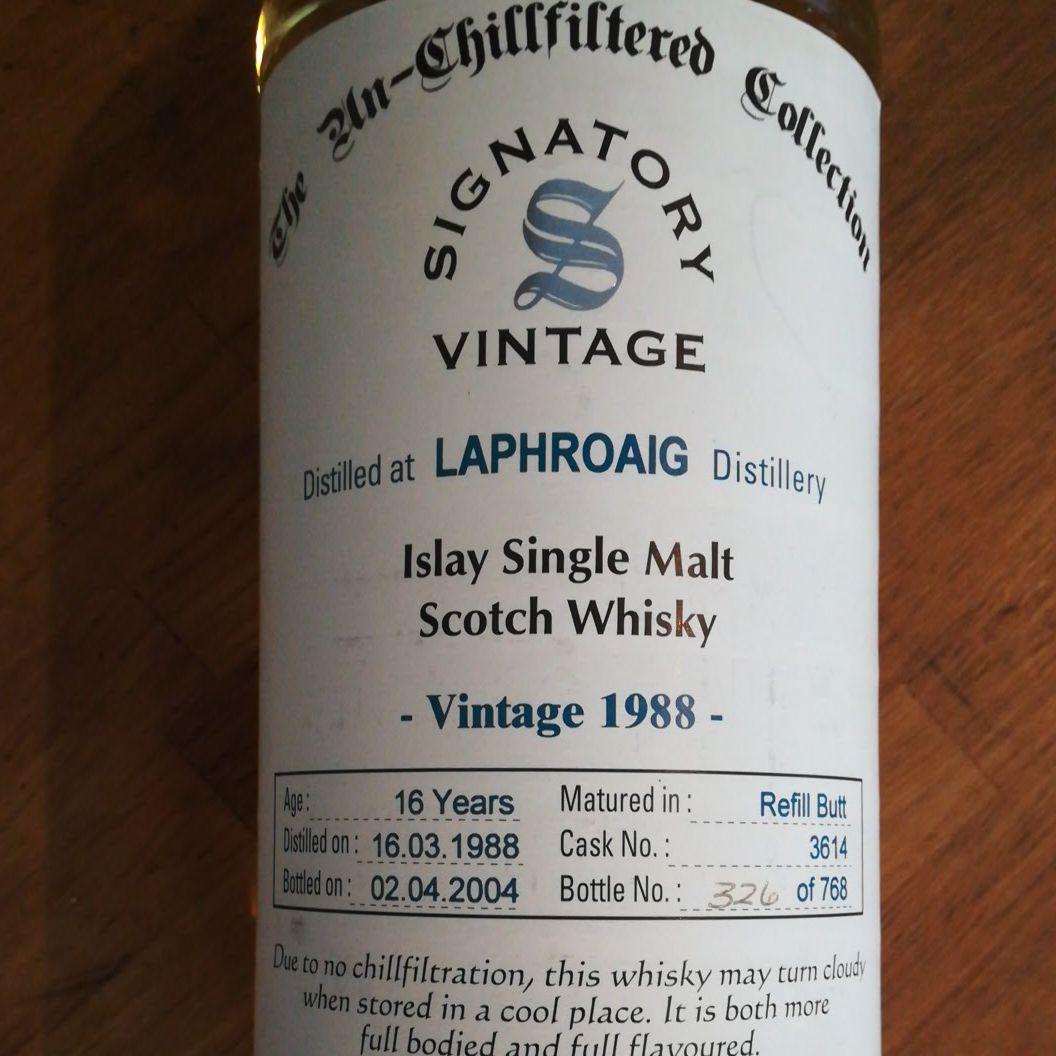 The Un-Chillfiltered Collection
SIGNATORY
S
VINTAGE
Distilled at LAPHROAIG Distillery
Islay Single Malt
Scotch Whisky
- Vintage 1988 -
Age: 16 Years Matured in: Refill Butt
Distilled on: 16.03.1988 Cask No.: 3614
Bottled on: 02.04.2004 Bottle No.: 326 of 768
Due to no chillfiltration, this whisky may turn cloudy
when stored in a cool place. It is both more
full bodied and full flavoured.